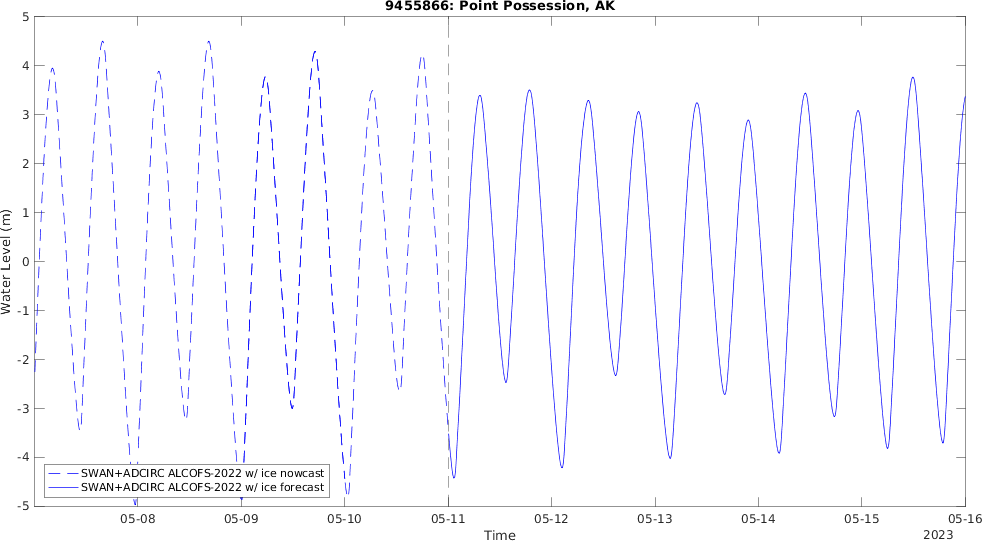 9455866: Point Possession, AK
5
4
3
2
1
0
-1
-2
-3
-4
-5
Water Level (m)
SWAN+ADCIRC ALCOFS-2022 w/ ice nowcast
SWAN+ADCIRC ALCOFS-2022 w/ ice forecast
05-08 05-09 05-10 05-11 05-12 05-13 05-14 05-15 05-16
Time
2023